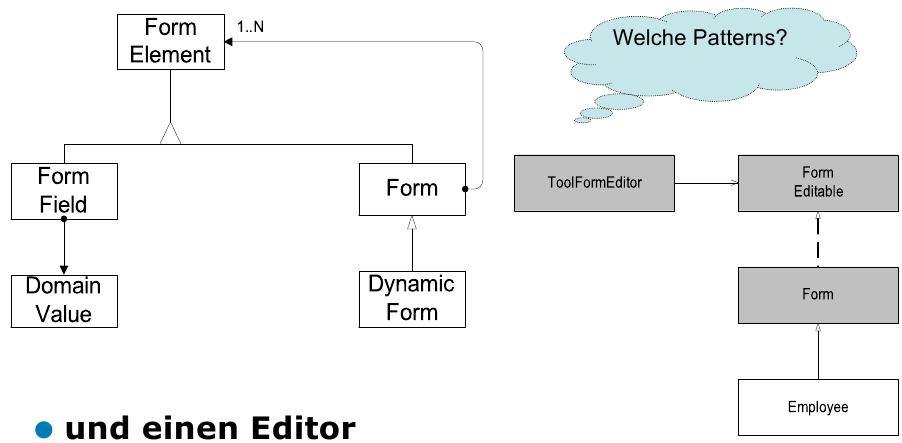 Form
Element
1..N
Welche Patterns?
Form
Field
Form
ToolFormEditor
Form
Editable
Domain
Value
Dynamic
Form
Form
Employee
und einen Editor